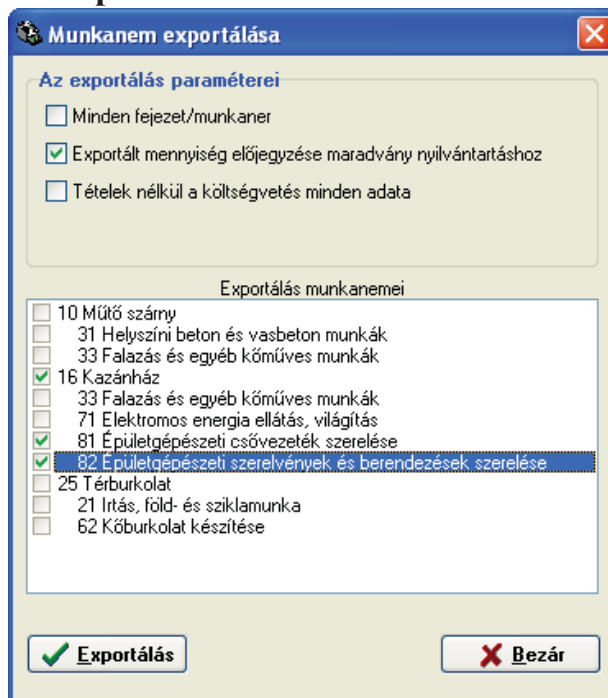 Munkanem exportálása
Az exportálás paraméterei
Minden fejezet/munkaner
Exportált mennyiség előjegyzése maradvány nyilvántartáshoz
Tételek nélkül a költségvetés minden adata
Exportálás munkanemei
10 Műtő szárny
31 Helyszíni beton és vasbeton munkák
33 Falazás és egyéb kőműves munkák
16 Kazánház
33 Falazás és egyéb kőműves munkák
71 Elektromos energia ellátás, világítás
81 Épületgépészeti csővezeték szerelése
82 Épületgépészeti szerelvények és berendezések szerelése
25 Térburkolat
21 Irtás, föld- és sziklamunka
62 Kőburkolat készítése
Exportálás
Bezár